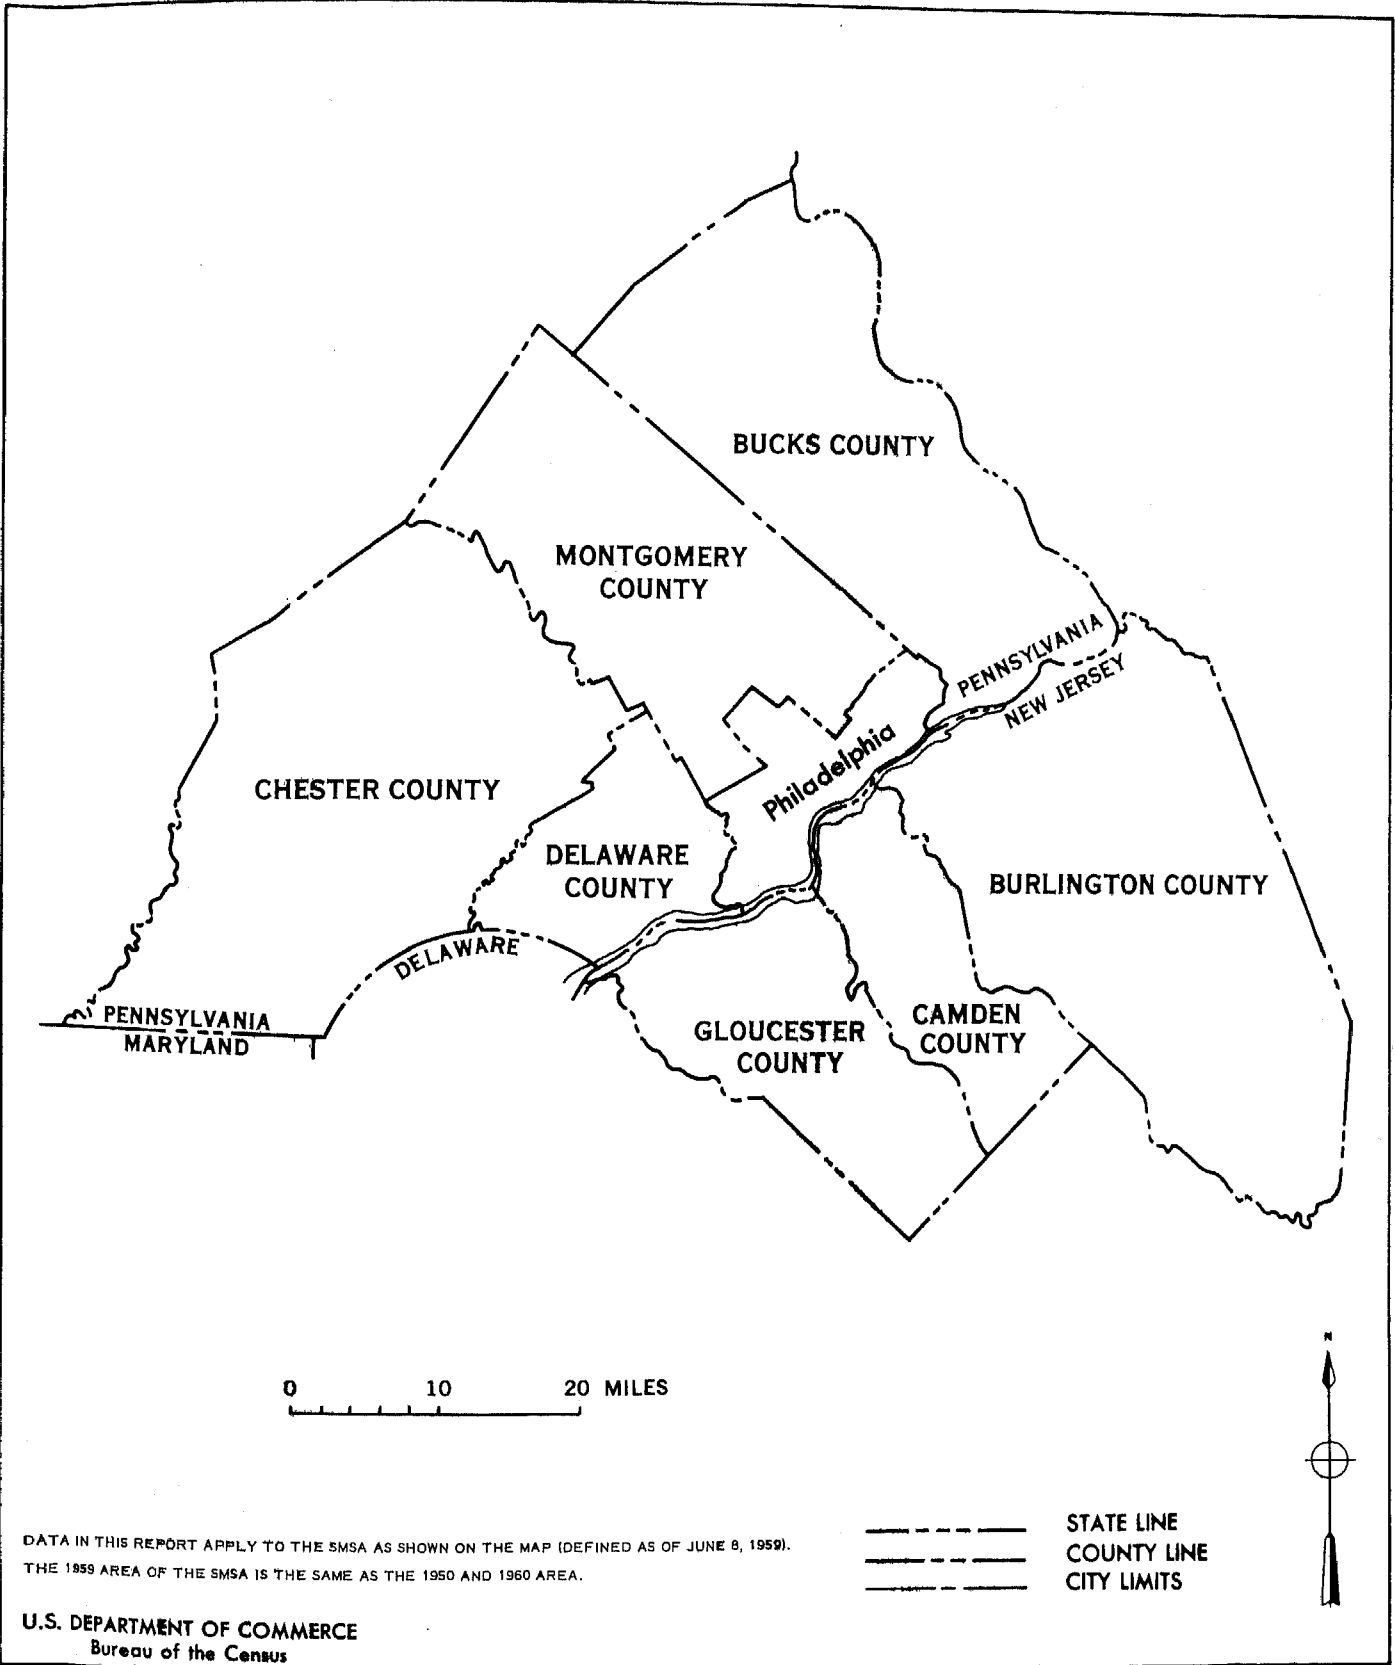 BUCKS COUNTY
MONTGOMERY
COUNTY
PENNSYLVANIA
NEW JERSEY
Philadelphia
CHESTER COUNTY
DELAWARE
COUNTY
BURLINGTON COUNTY
DELAWARE
PENNSYLVANIA
MARYLAND
GLOUCESTER
COUNTY
CAMDEN
COUNTY
N
0 10 20 MILES
DATA IN THIS REPORT APPLY TO THE SMSA AS SHOWN ON THE MAP (DEFINED AS OF JUNE 8, 1959).
THE 1959 AREA OF THE SMSA IS THE SAME AS THE 1950 AND 1960 AREA.
STATE LINE
COUNTY LINE
CITY LIMITS
U.S. DEPARTMENT OF COMMERCE
Bureau of the Census